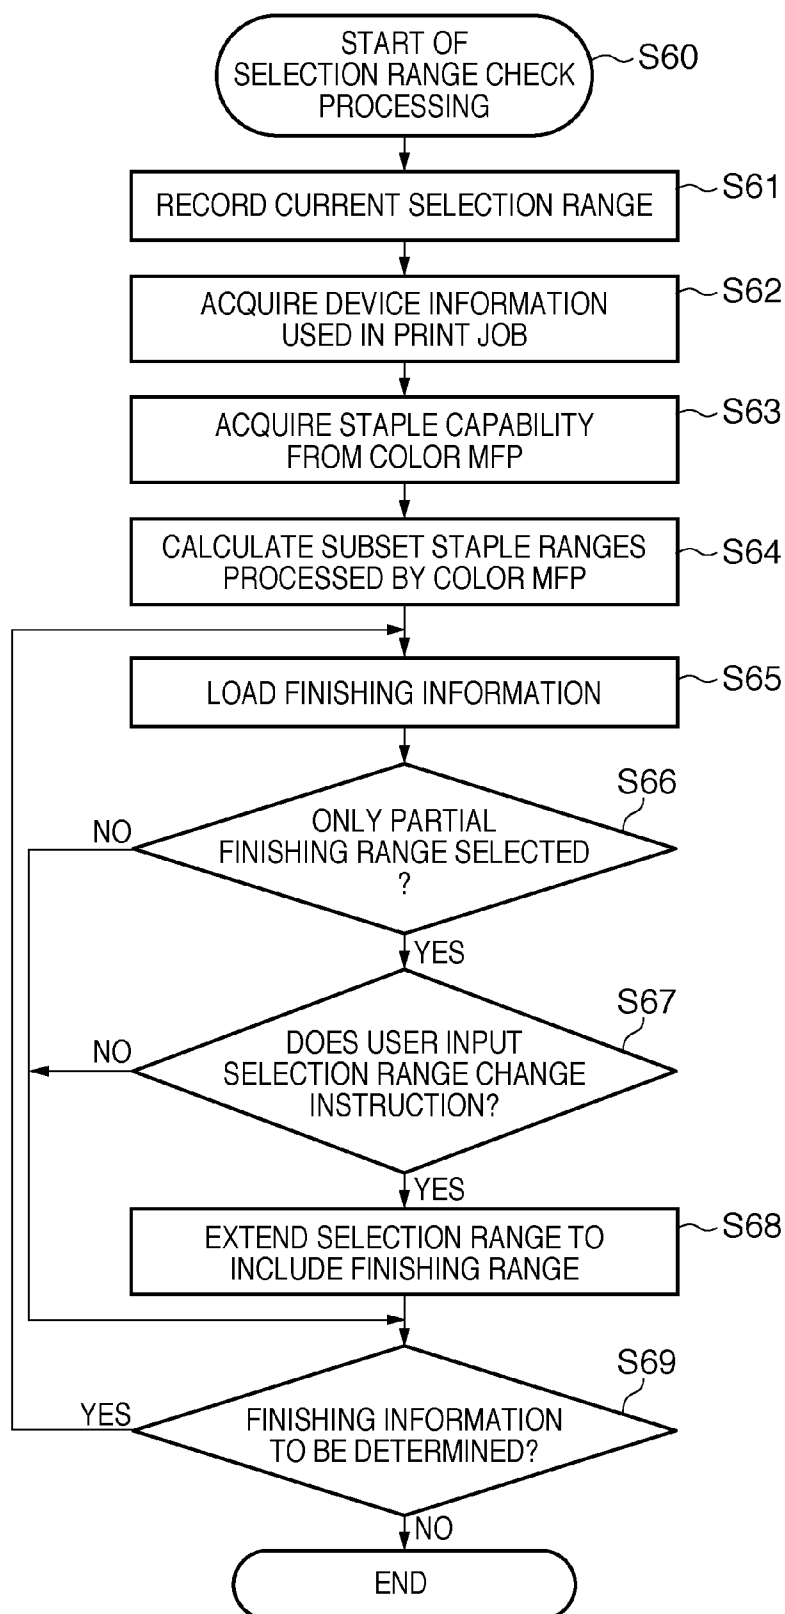 START OF
SELECTION RANGE CHECK
PROCESSING
S60
RECORD CURRENT SELECTION RANGE
S61
ACQUIRE DEVICE INFORMATION
USED IN PRINT JOB
S62
ACQUIRE STAPLE CAPABILITY
FROM COLOR MFP
S63
CALCULATE SUBSET STAPLE RANGES
PROCESSED BY COLOR MFP
S64
LOAD FINISHING INFORMATION
S65
S66
NO
ONLY PARTIAL
FINISHING RANGE SELECTED
?
YES
S67
NO
DOES USER INPUT
SELECTION RANGE CHANGE
INSTRUCTION?
YES
EXTEND SELECTION RANGE TO
INCLUDE FINISHING RANGE
S68
S69
YES
FINISHING INFORMATION
TO BE DETERMINED?
NO
END